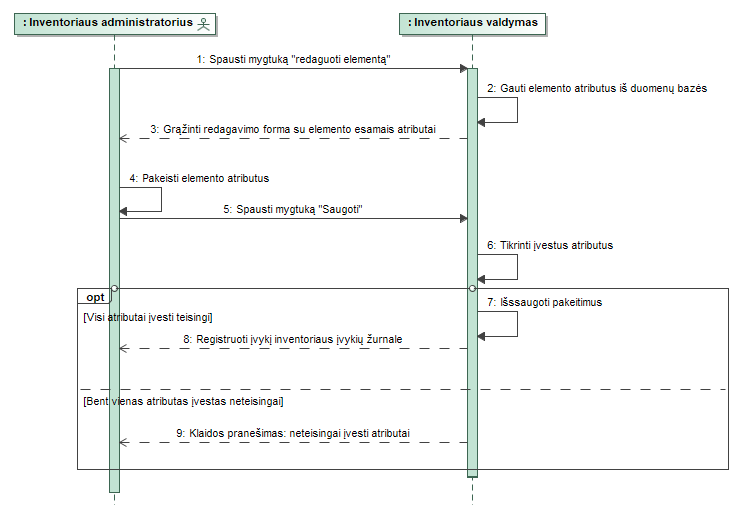 : Inventoriaus administratorius
: Inventoriaus valdymas
1: Spausti mygtuką "redaguoti elementą"
2: Gauti elemento atributus iš duomenų bazės
3: Grąžinti redagavimo forma su elemento esamais atributai
4: Pakeisti elemento atributus
5: Spausti mygtuką "Saugoti"
6: Tikrinti įvestus atributus
opt
7: Išssaugoti pakeitimus
[Visi atributai įvesti teisingi]
8: Registruoti įvykį inventoriaus įvykių žurnale
[Bent vienas atributas įvestas neteisingai]
9: Klaidos pranešimas: neteisingai įvesti atributai